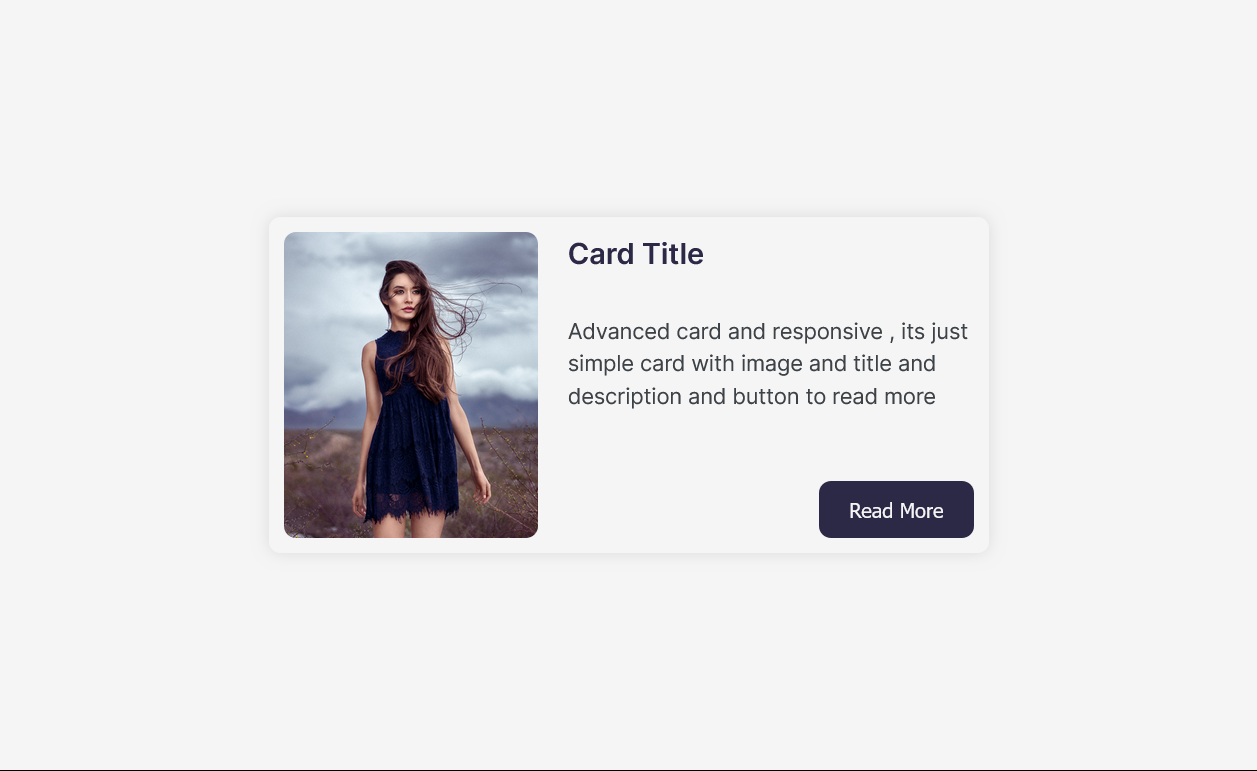 Card Title
Advanced card and responsive , its just
simple card with image and title and
description and button to read more
Read More